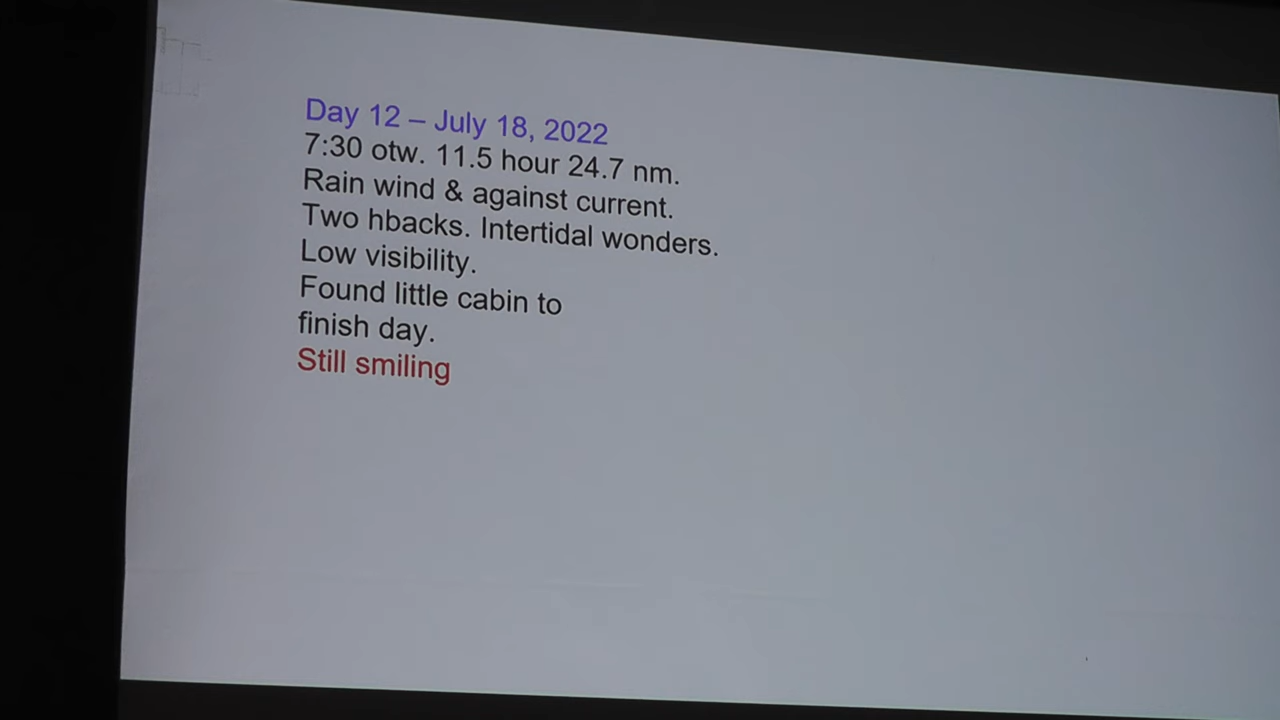 Day 12 – July 18, 2022
7:30 otw. 11.5 hour 24.7 nm.
Rain wind & against current.
Two hbacks. Intertidal wonders.
Low visibility.
Found little cabin to
finish day.
Still smiling